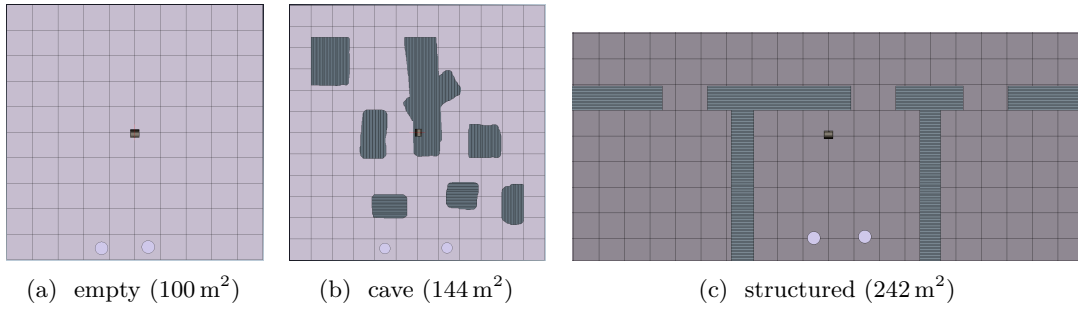 (a) empty (100 m²)
(b) cave (144 m²)
(c) structured (242 m²)